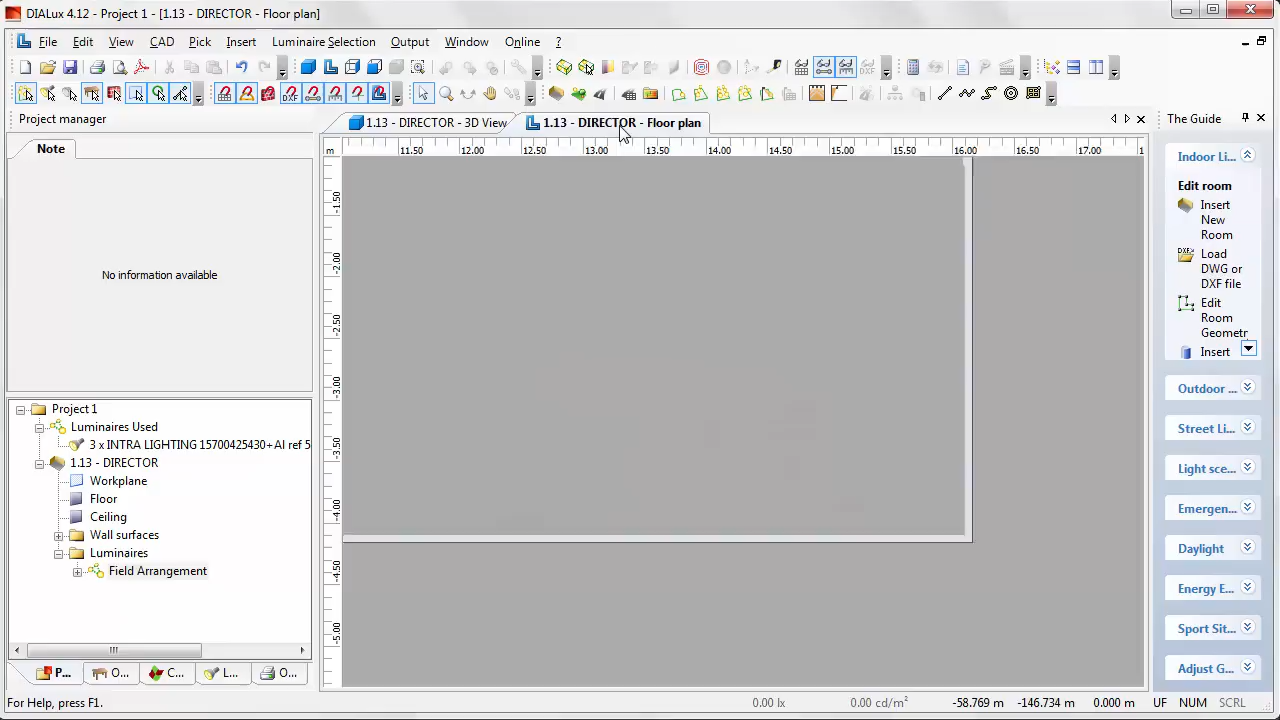 DIALux 4.12 - Project 1 - [1.13 - DIRECTOR - Floor plan]
File Edit View CAD Pick Insert Luminaire Selection Output Window Online ?
Project manager
1.13 - DIRECTOR - 3D View 1.13 - DIRECTOR - Floor plan
The Guide
Note
m 11.50 12.00 12.50 13.00 13.50 14.00 14.50 15.00 15.50 16.00 16.50 17.00
-1.50
-2.00
-2.50
-3.00
-3.50
-4.00
-4.50
-5.00
No information available
Project 1
Luminaires Used
3 x INTRA LIGHTING 15700425430+Al ref 5
1.13 - DIRECTOR
Workplane
Floor
Ceiling
Wall surfaces
Luminaires
Field Arrangement
P... O... C... L... O...
Indoor Li...
Edit room
Insert
New
Room
Load
DWG or
DXF file
Edit
Room
Geometr
Insert
Outdoor ...
Street Li...
Light sce...
Emergen...
Daylight
Energy E...
Sport Sit...
Adjust G...
For Help, press F1.
0.00 lx 0.00 cd/m² -58.769 m -146.734 m 0.000 m UF NUM SCRL